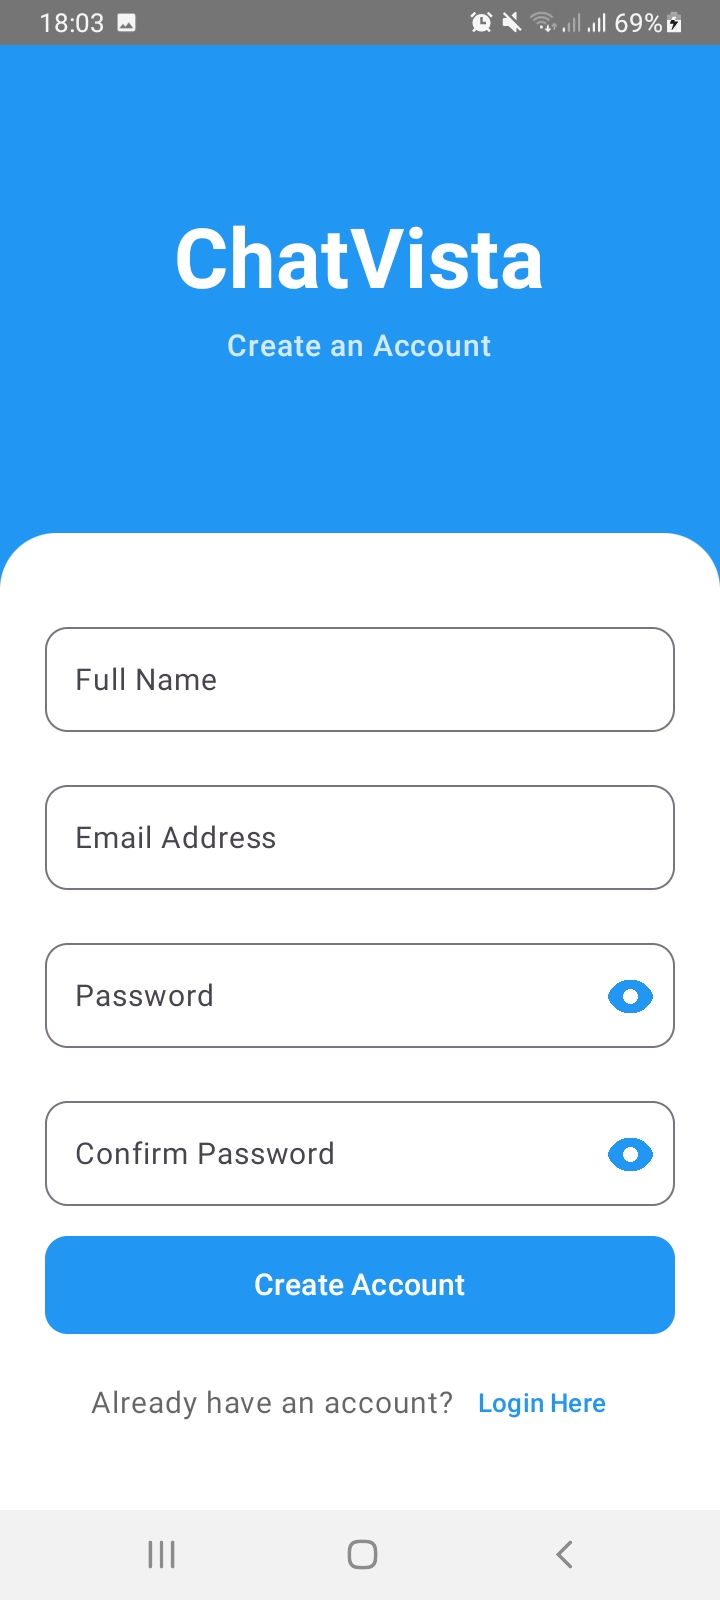 18:03 69%
ChatVista
Create an Account
Full Name
Email Address
Password
Confirm Password
Create Account
Already have an account? Login Here